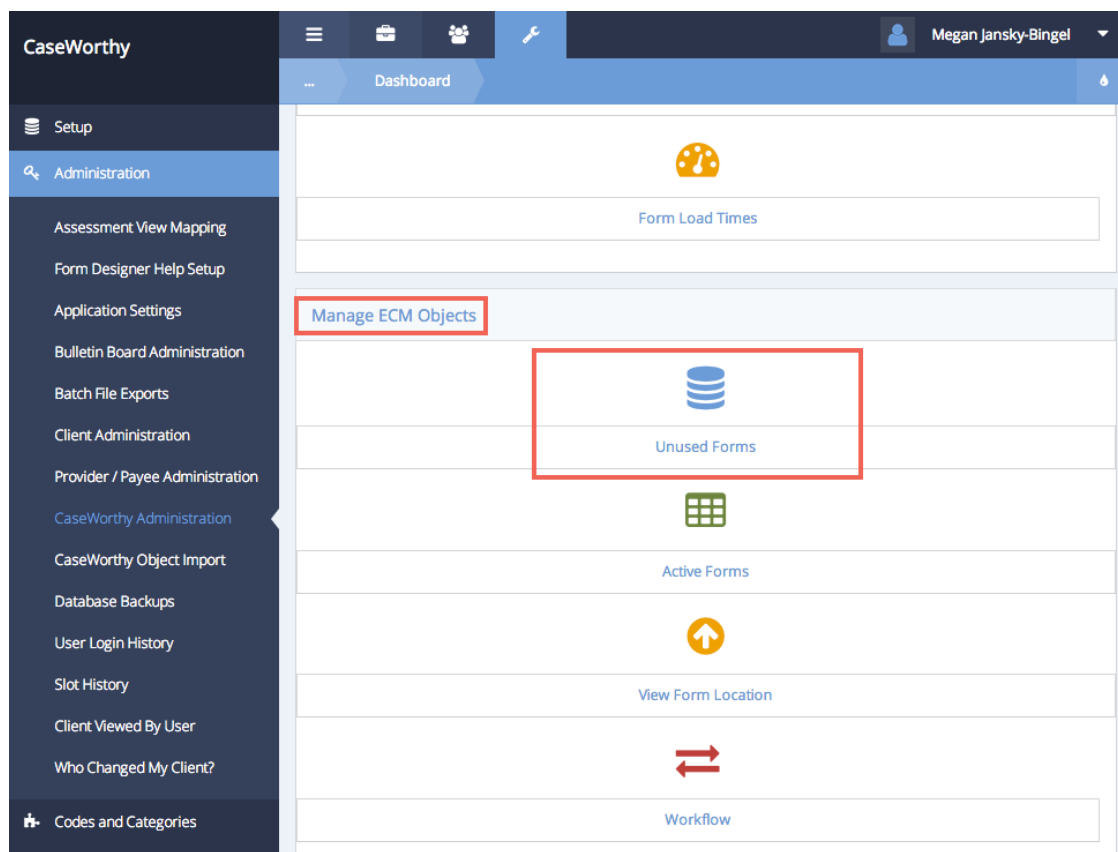 CaseWorthy
Megan Jansky-Bingel
...
Dashboard
Setup
Administration
Assessment View Mapping
Form Designer Help Setup
Application Settings
Bulletin Board Administration
Batch File Exports
Client Administration
Provider / Payee Administration
CaseWorthy Administration
CaseWorthy Object Import
Database Backups
User Login History
Slot History
Client Viewed By User
Who Changed My Client?
Codes and Categories
Form Load Times
Manage ECM Objects
Unused Forms
Active Forms
View Form Location
Workflow